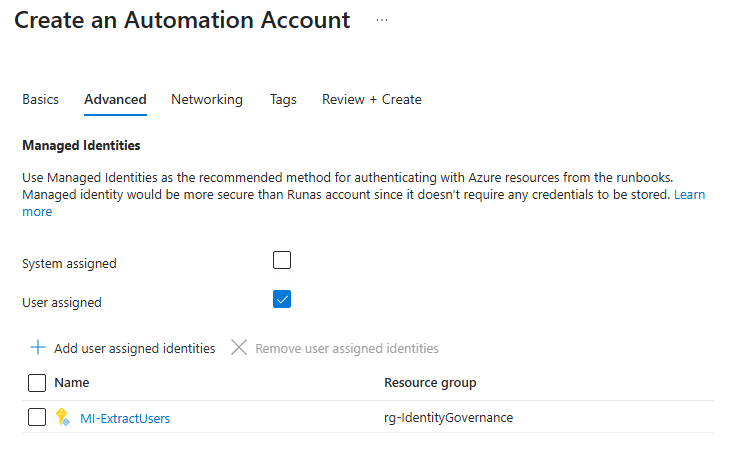 Create an Automation Account ...
Basics Advanced Networking Tags Review + Create
Managed Identities
Use Managed Identities as the recommended method for authenticating with Azure resources from the runbooks.
Managed identity would be more secure than Runas account since it doesn't require any credentials to be stored. Learn
more
System assigned
User assigned
Add user assigned identities Remove user assigned identities
Name Resource group
MI-ExtractUsers rg-IdentityGovernance